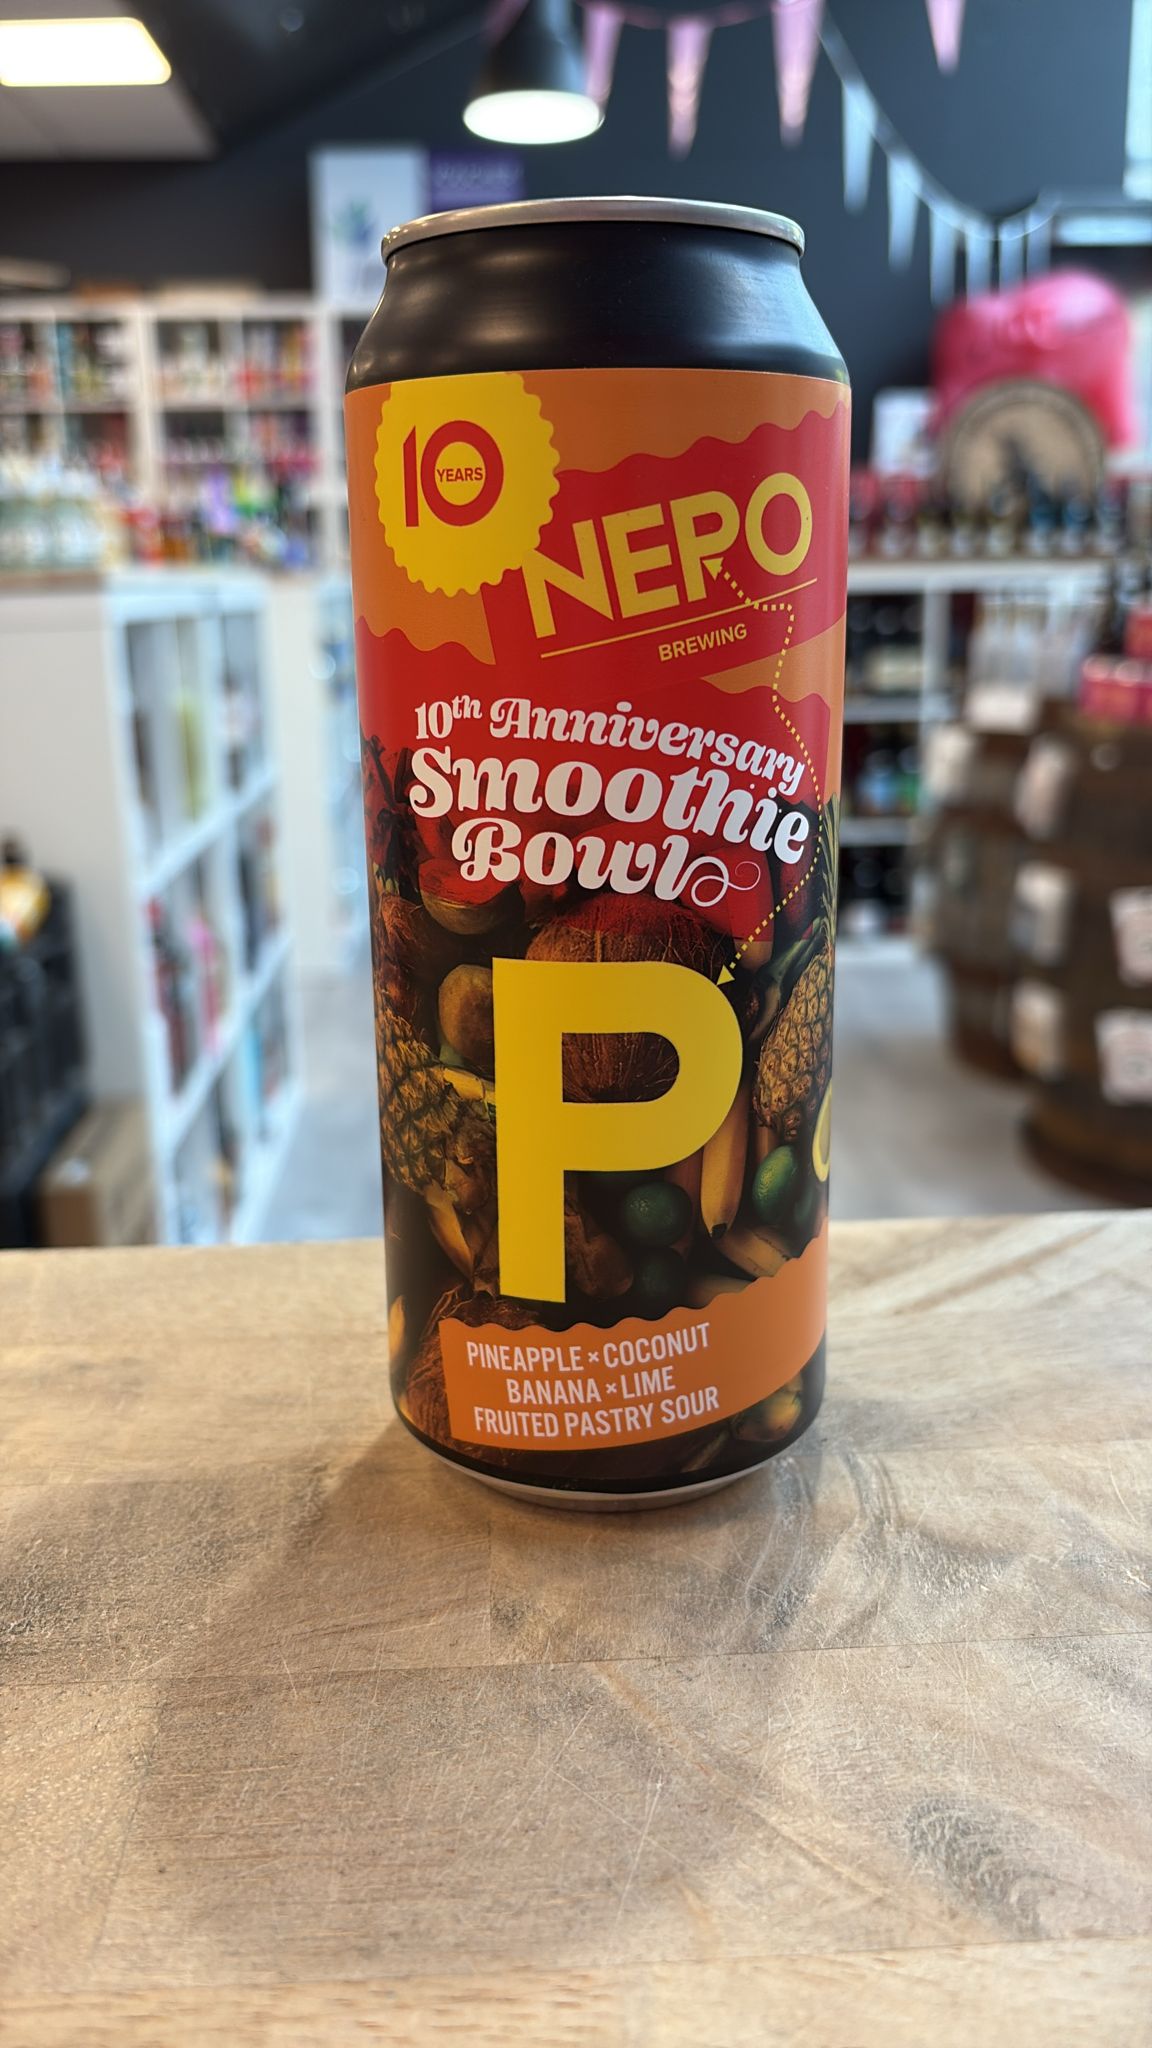 10
YEARS
NEPO
BREWING
10th Anniversary
Smoothie
Bowl
P
PINEAPPLE × COCONUT
BANANA × LIME
FRUITED PASTRY SOUR